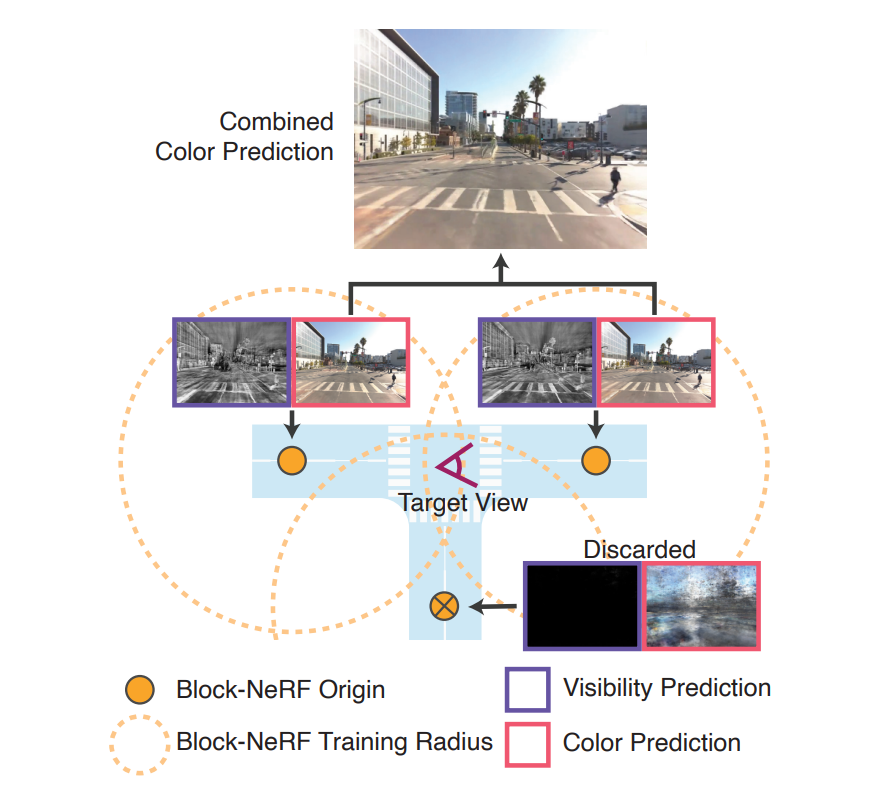 Combined
Color Prediction
Target View
Discarded
Block-NeRF Origin
Visibility Prediction
Block-NeRF Training Radius
Color Prediction